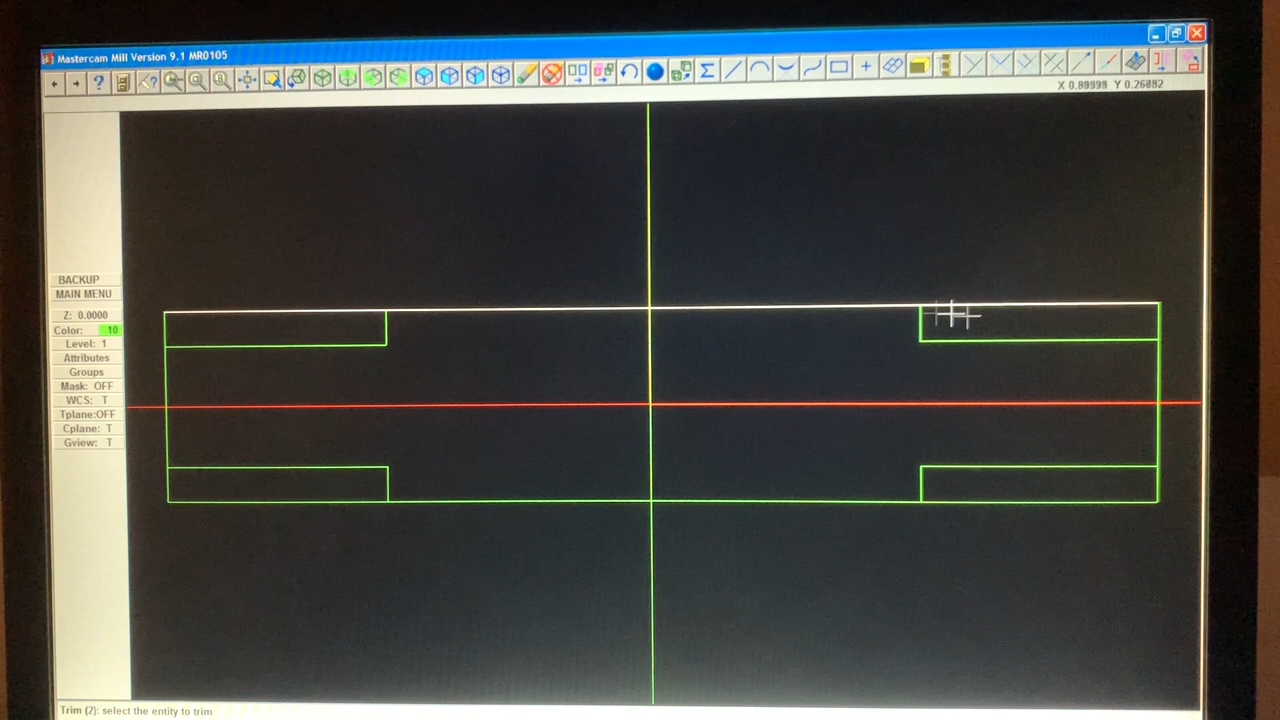 Mastercam Mill Version 9.1 MR0105
X 0.89999 Y 0.26082
BACKUP
MAIN MENU
Z: 0.0000
Color: 10
Level: 1
Attributes
Groups
Mask: OFF
WCS: T
Tplane:OFF
Cplane: T
Gview: T
Trim (2): select the entity to trim